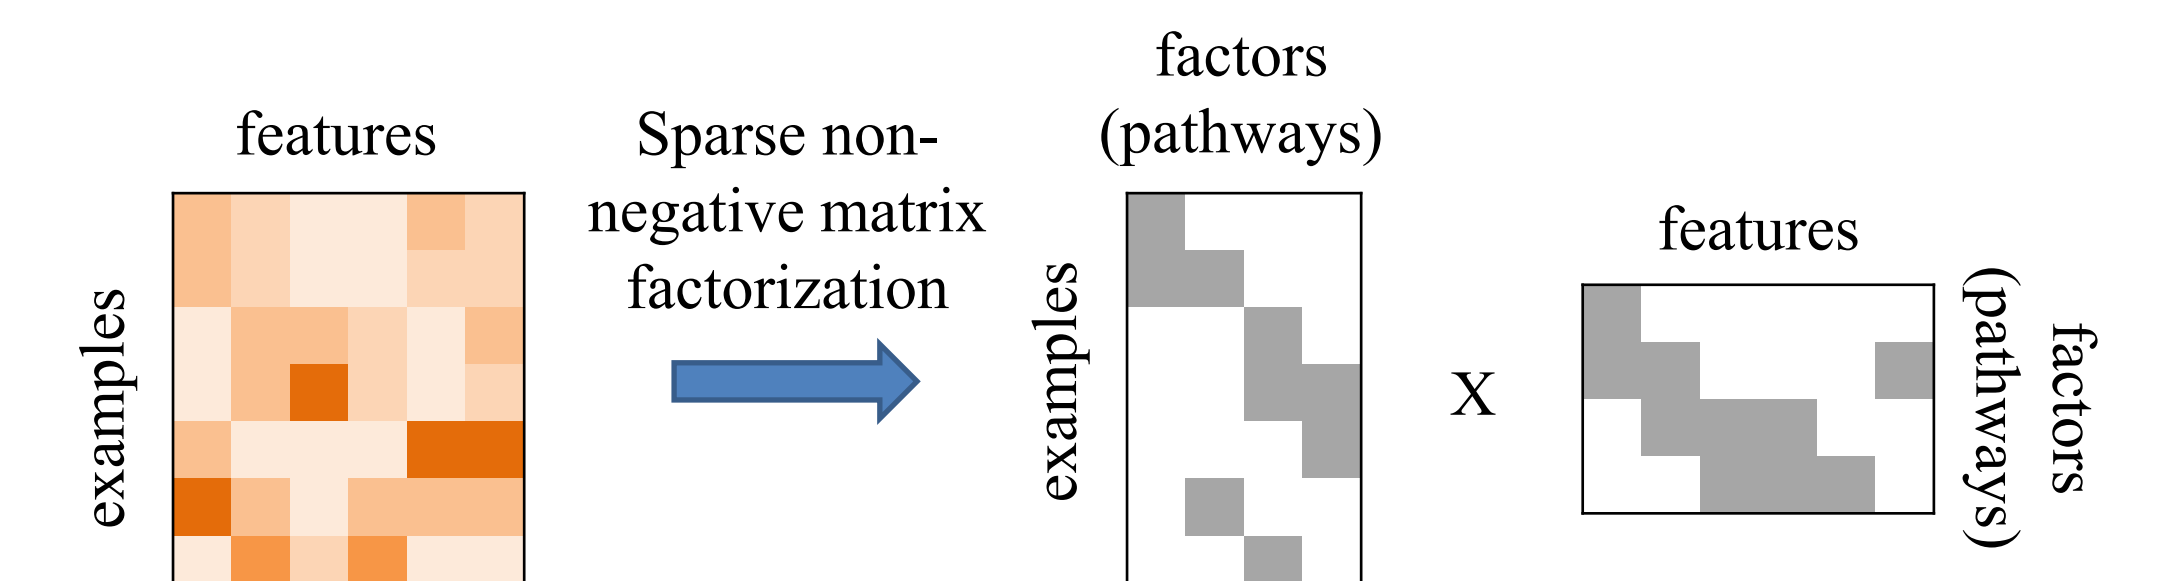 features
examples
Sparse non-
negative matrix
factorization
factors
(pathways)
examples
X
features
(pathways)
factors